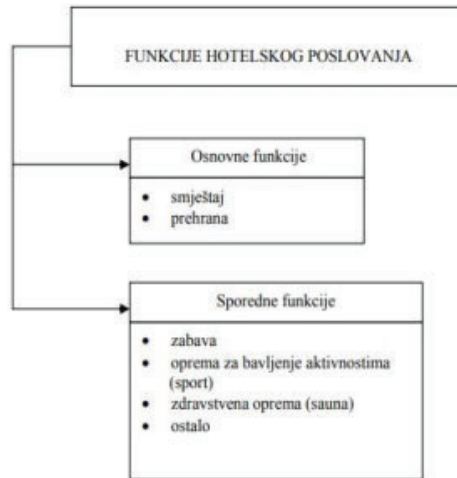 FUNKCIJE HOTELSKOG POSLOVANJA
Osnovne funkcije
• smještaj
• prehrana
Sporedne funkcije
• zabava
• oprema za bavljenje aktivnostima
(sport)
• zdravstvena oprema (sauna)
• ostalo